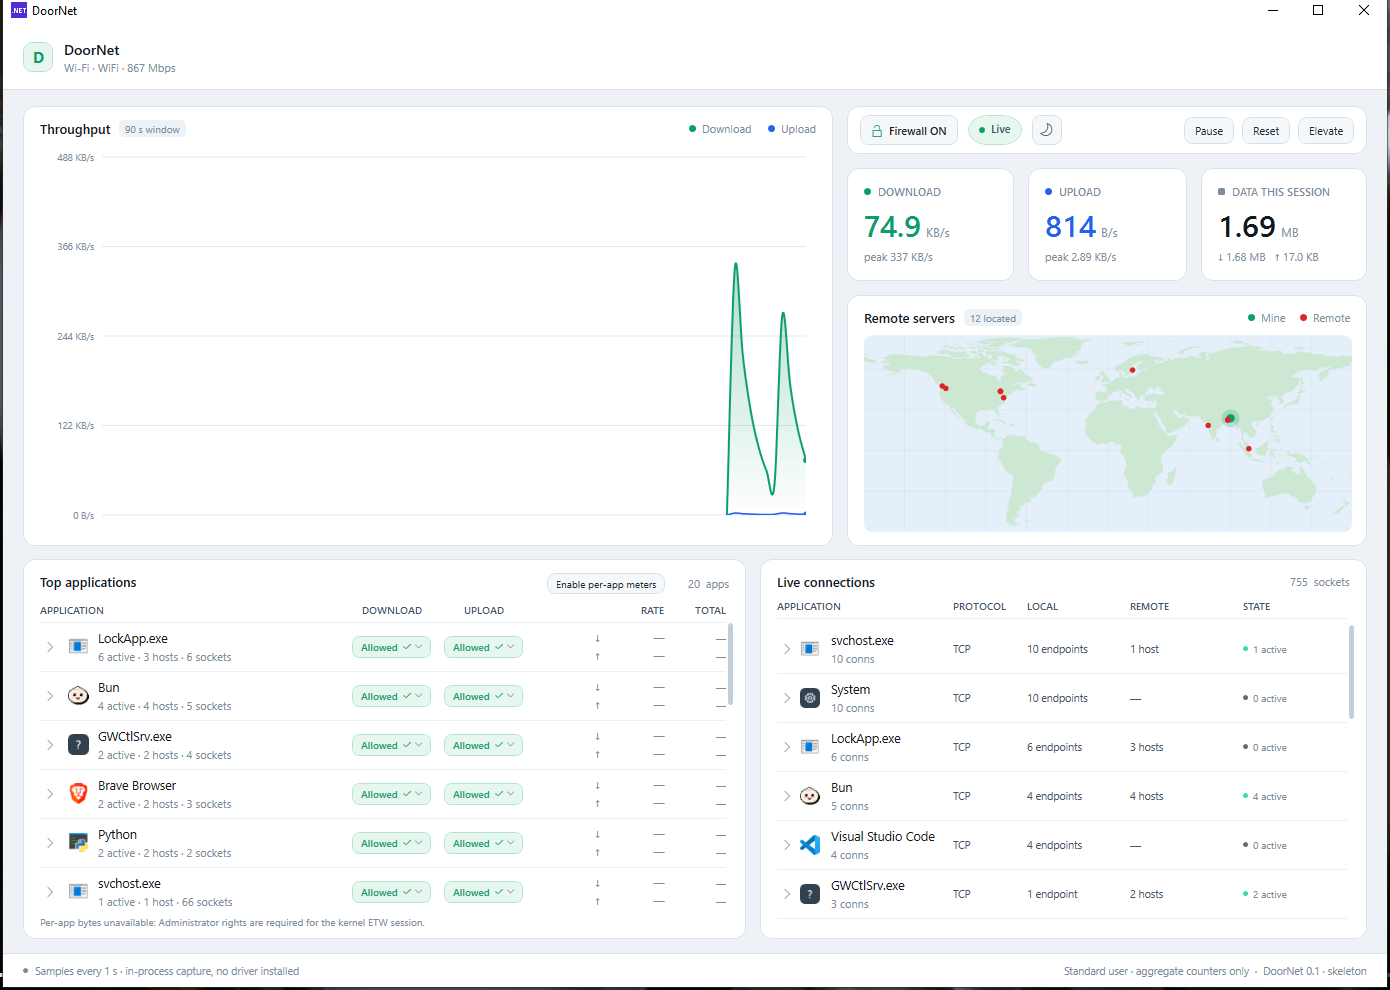 .NET DoorNet
D
DoorNet
Wi-Fi · WiFi · 867 Mbps
Throughput 90 s window
Download Upload
488 KB/s
366 KB/s
244 KB/s
122 KB/s
0 B/s
Firewall ON Live Pause Reset Elevate
DOWNLOAD
74.9 KB/s
peak 337 KB/s
UPLOAD
814 B/s
peak 2.89 KB/s
DATA THIS SESSION
1.69 MB
↓ 1.68 MB ↑ 17.0 KB
Remote servers 12 located
Mine Remote
Top applications Enable per-app meters 20 apps
APPLICATION DOWNLOAD UPLOAD RATE TOTAL
LockApp.exe
6 active · 3 hosts · 6 sockets
Allowed Allowed ↓ — —
↑ — —
Bun
4 active · 4 hosts · 5 sockets
Allowed Allowed ↓ — —
↑ — —
GWCtlSrv.exe
2 active · 2 hosts · 4 sockets
Allowed Allowed ↓ — —
↑ — —
Brave Browser
2 active · 2 hosts · 3 sockets
Allowed Allowed ↓ — —
↑ — —
Python
2 active · 2 hosts · 2 sockets
Allowed Allowed ↓ — —
↑ — —
svchost.exe
1 active · 1 host · 66 sockets
Allowed Allowed ↓ — —
↑ — —
Per-app bytes unavailable: Administrator rights are required for the kernel ETW session.
Live connections 755 sockets
APPLICATION PROTOCOL LOCAL REMOTE STATE
svchost.exe
10 conns
TCP 10 endpoints 1 host 1 active
System
10 conns
TCP 10 endpoints — 0 active
LockApp.exe
6 conns
TCP 6 endpoints 3 hosts 0 active
Bun
5 conns
TCP 4 endpoints 4 hosts 4 active
Visual Studio Code
4 conns
TCP 4 endpoints — 0 active
? GWCtlSrv.exe
3 conns
TCP 1 endpoint 2 hosts 2 active
Samples every 1 s · in-process capture, no driver installed
Standard user · aggregate counters only · DoorNet 0.1 · skeleton